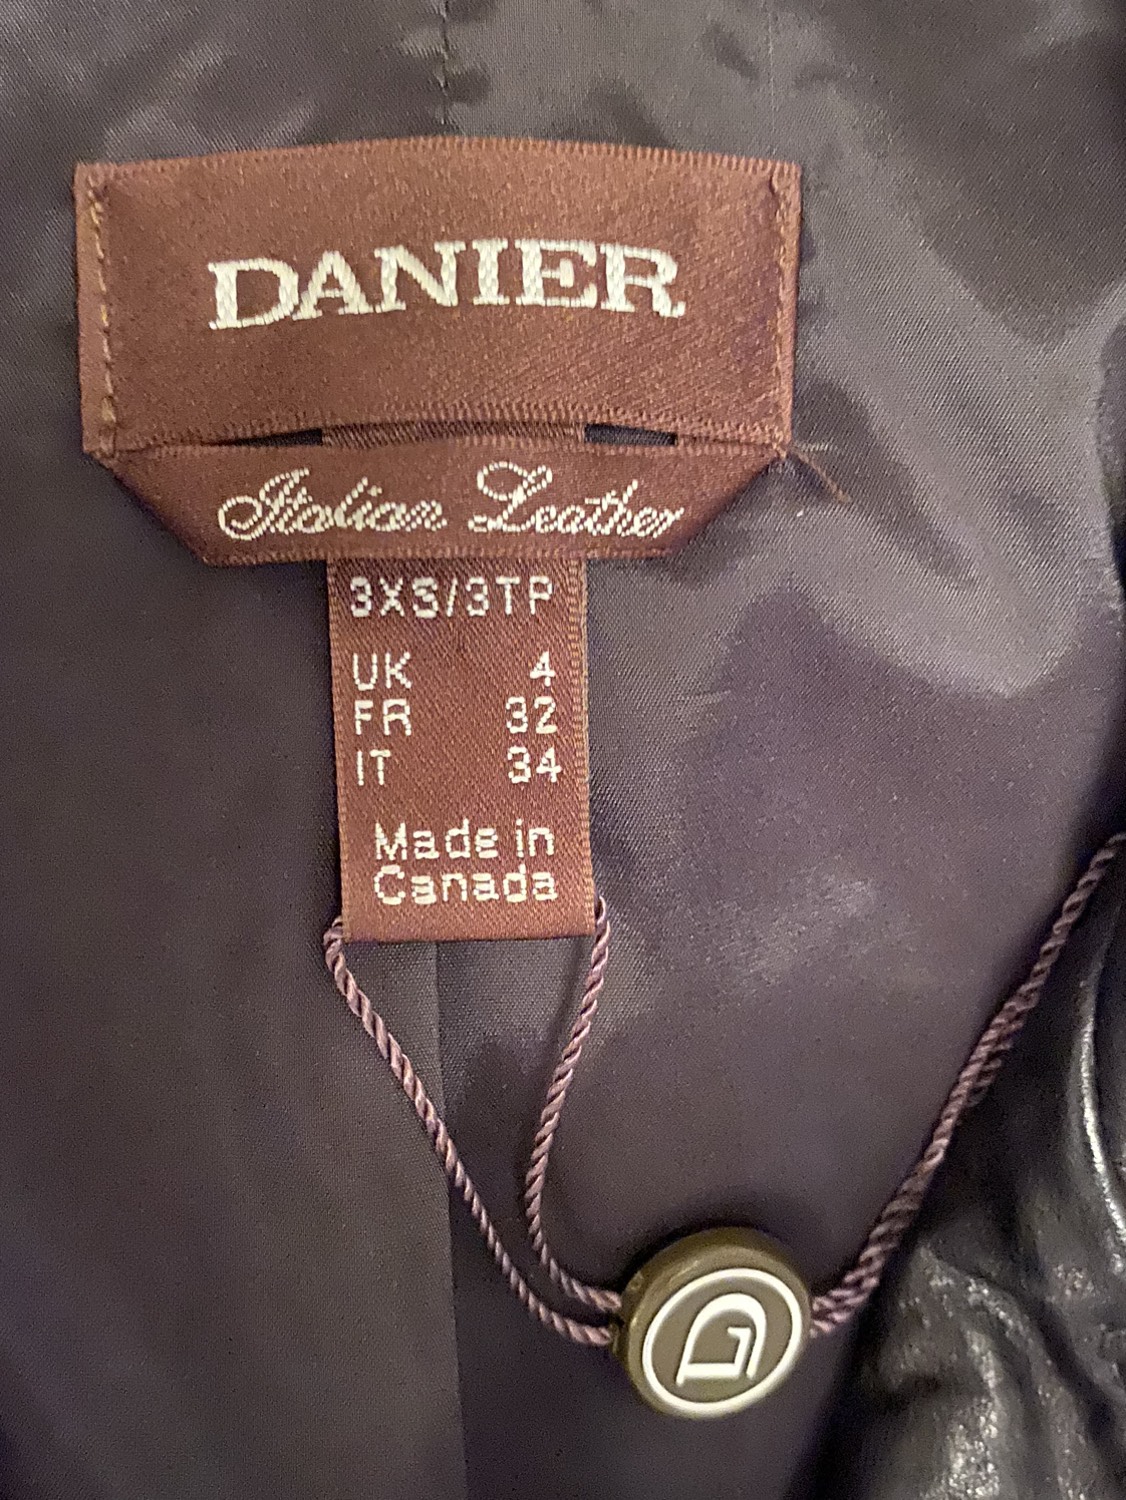 DANIER
Italian Leather
3XS/3TP
UK 4
FR 32
IT 34
Made in
Canada
D